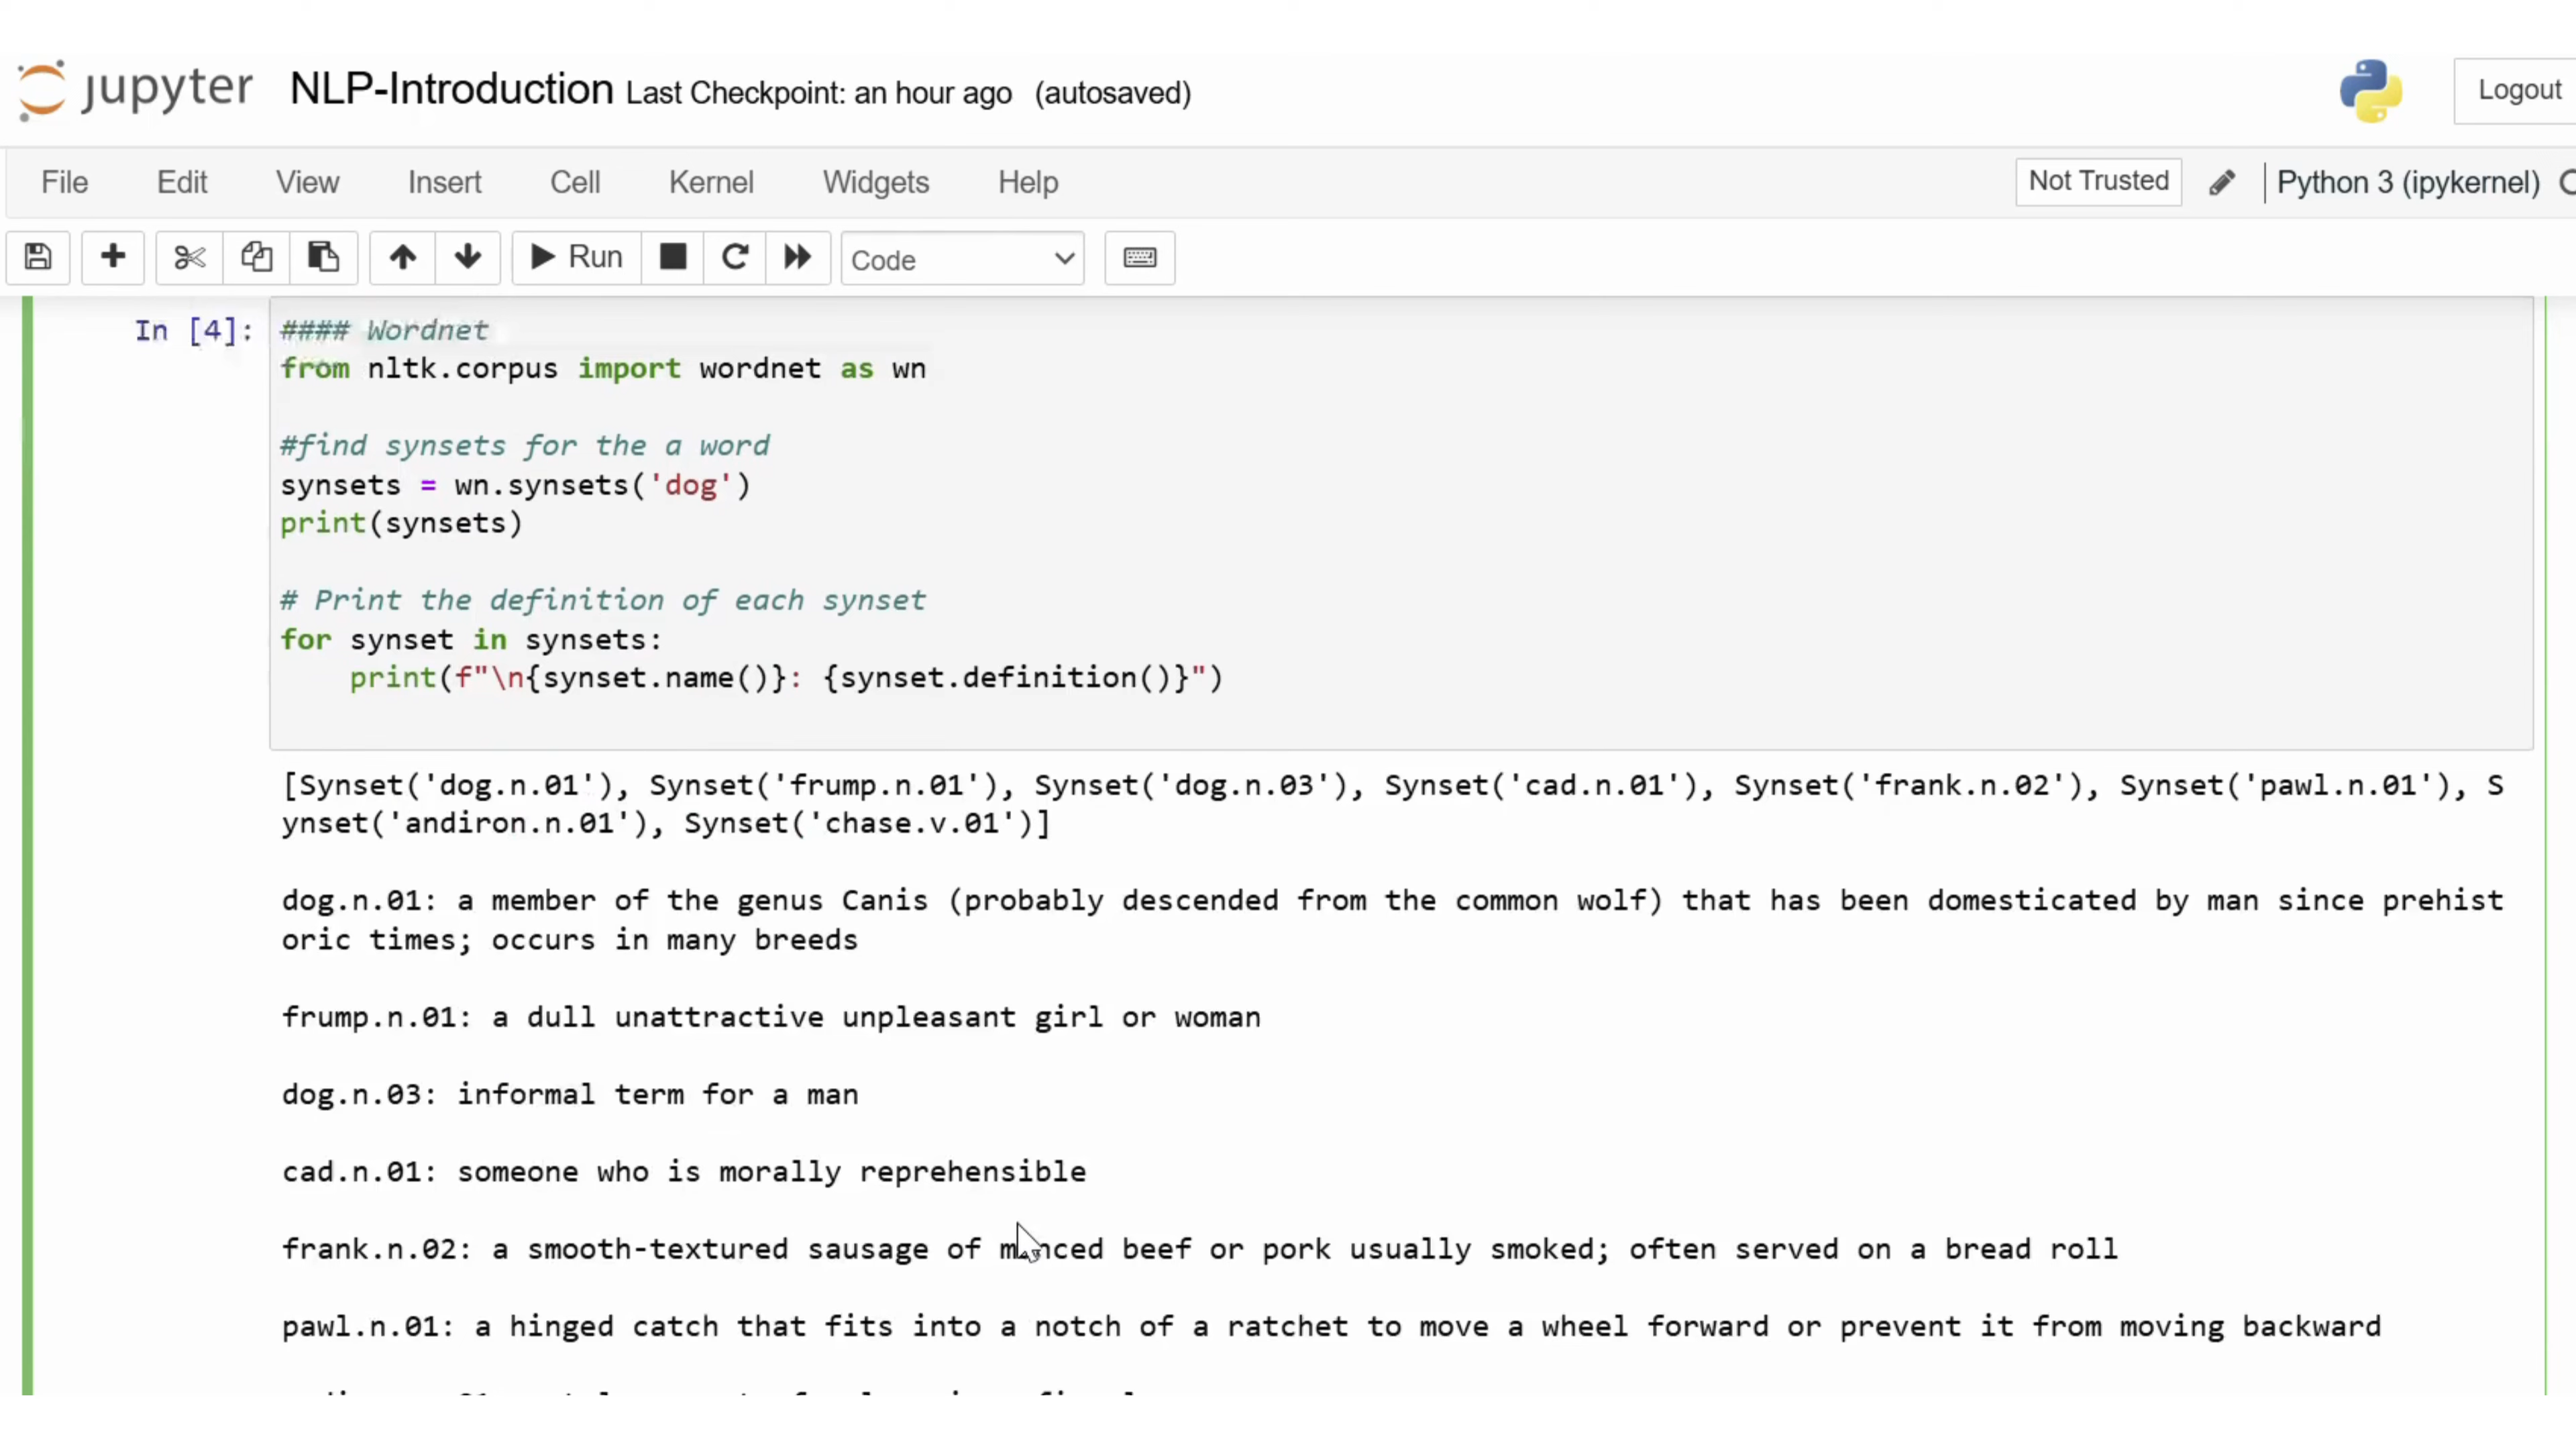 jupyter NLP-Introduction Last Checkpoint: an hour ago (autosaved) Logout
File Edit View Insert Cell Kernel Widgets Help Not Trusted Python 3 (ipykernel)
Run Code
In [4]: #### Wordnet
from nltk.corpus import wordnet as wn
#find synsets for the a word
synsets = wn.synsets('dog')
print(synsets)
# Print the definition of each synset
for synset in synsets:
    print(f"\n{synset.name()}: {synset.definition()}")
[Synset('dog.n.01'), Synset('frump.n.01'), Synset('dog.n.03'), Synset('cad.n.01'), Synset('frank.n.02'), Synset('pawl.n.01'), S
ynset('andiron.n.01'), Synset('chase.v.01')]
dog.n.01: a member of the genus Canis (probably descended from the common wolf) that has been domesticated by man since prehist
oric times; occurs in many breeds
frump.n.01: a dull unattractive unpleasant girl or woman
dog.n.03: informal term for a man
cad.n.01: someone who is morally reprehensible
frank.n.02: a smooth-textured sausage of minced beef or pork usually smoked; often served on a bread roll
pawl.n.01: a hinged catch that fits into a notch of a ratchet to move a wheel forward or prevent it from moving backward